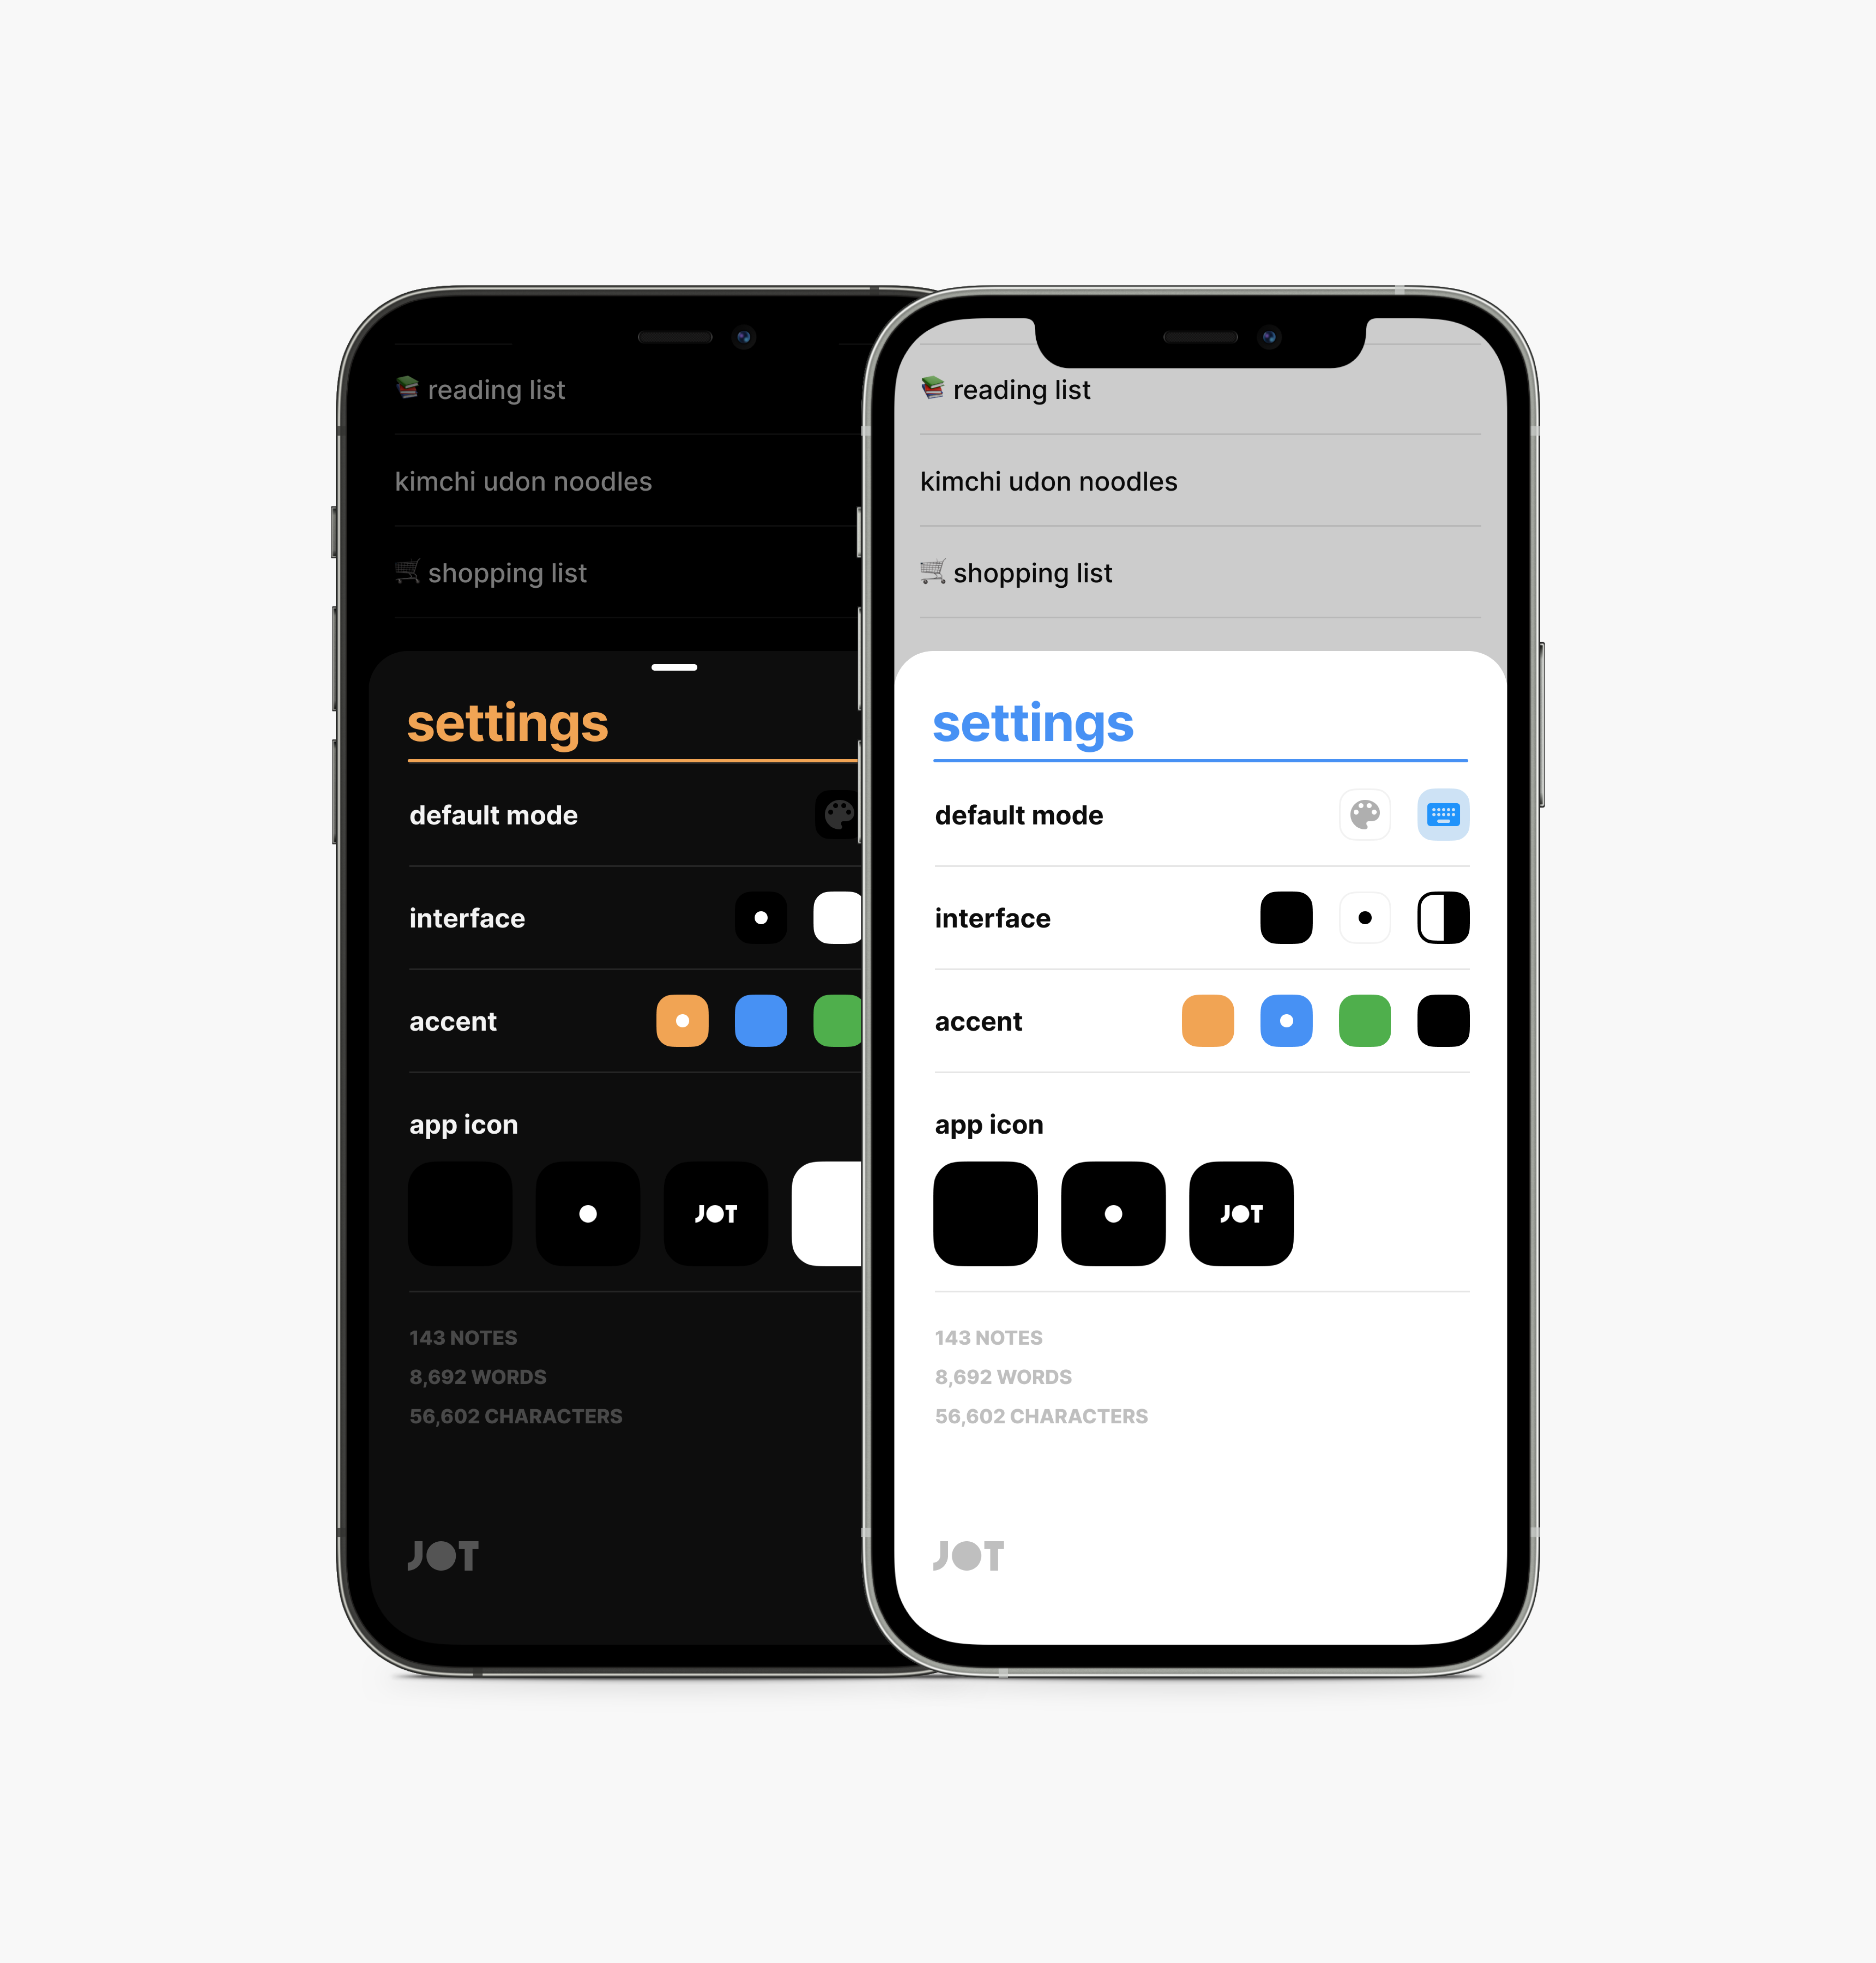 reading list
kimchi udon noodles
shopping list
settings
default mode
interface
accent
app icon
JOT
143 NOTES
8,692 WORDS
56,602 CHARACTERS
JOT
reading list
kimchi udon noodles
shopping list
settings
default mode
interface
accent
app icon
JOT
143 NOTES
8,692 WORDS
56,602 CHARACTERS
JOT